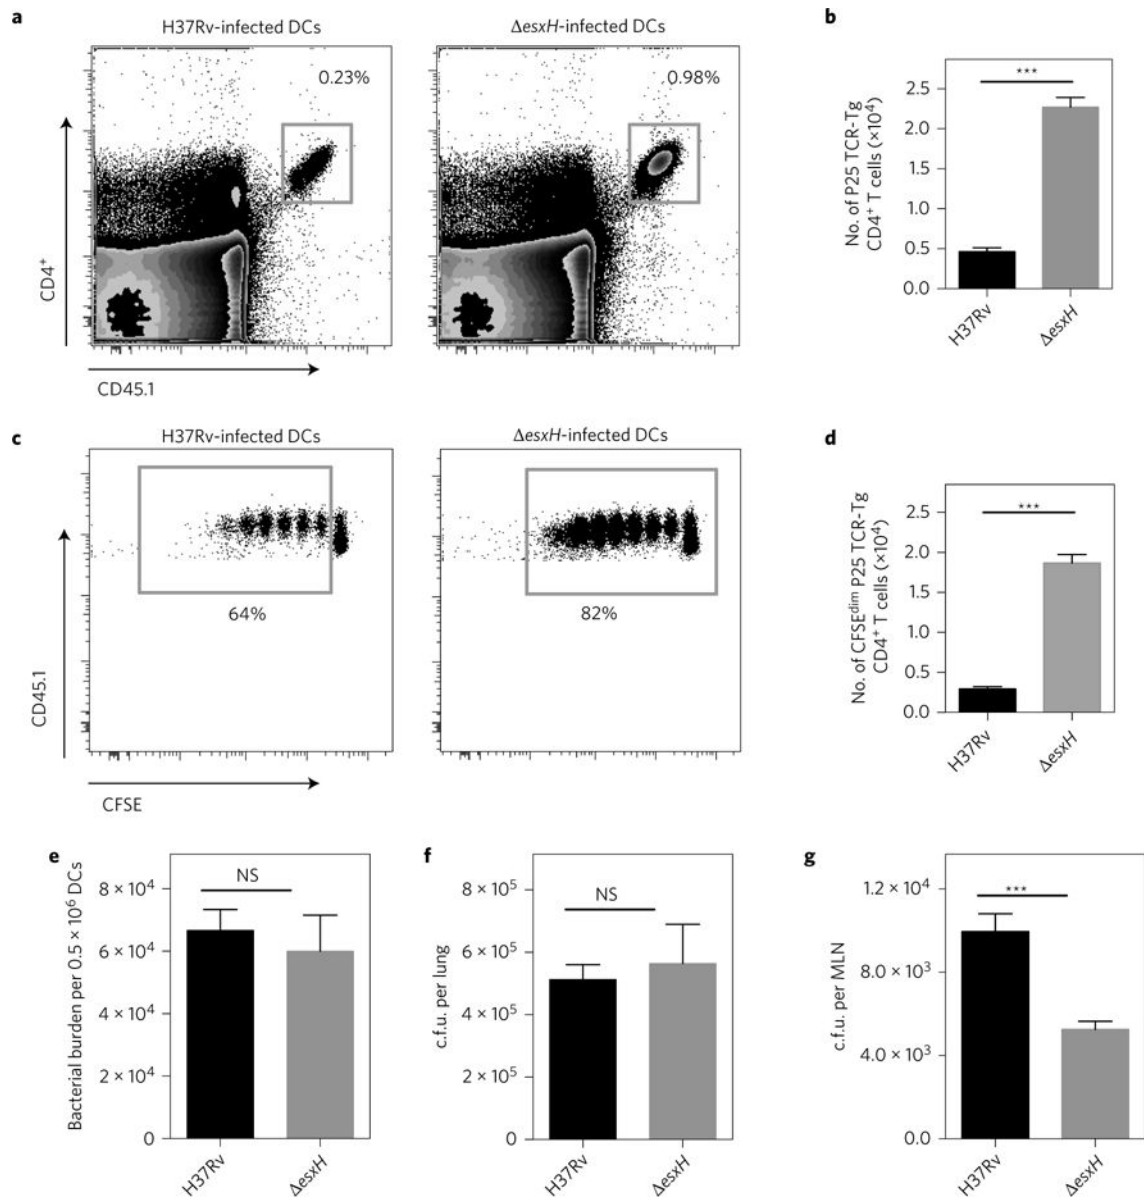 a
H37Rv-infected DCs
ΔesxH-infected DCs
0.23%
0.98%
CD4⁺
CD45.1
b
No. of P25 TCR-Tg
CD4⁺ T cells (×10⁴)
2.5
2.0
1.5
1.0
0.5
0.0
***
H37Rv
ΔesxH
c
H37Rv-infected DCs
ΔesxH-infected DCs
64%
82%
CD45.1
CFSE
d
No. of CFSEᵈⁱᵐ P25 TCR-Tg
CD4⁺ T cells (×10⁴)
2.5
2.0
1.5
1.0
0.5
0.0
***
H37Rv
ΔesxH
e
Bacterial burden per 0.5 × 10⁶ DCs
8 × 10⁴
6 × 10⁴
4 × 10⁴
2 × 10⁴
0
NS
H37Rv
ΔesxH
f
c.f.u. per lung
8 × 10⁵
6 × 10⁵
4 × 10⁵
2 × 10⁵
0
NS
H37Rv
ΔesxH
g
c.f.u. per MLN
1.2 × 10⁴
8.0 × 10³
4.0 × 10³
0.0
***
H37Rv
ΔesxH